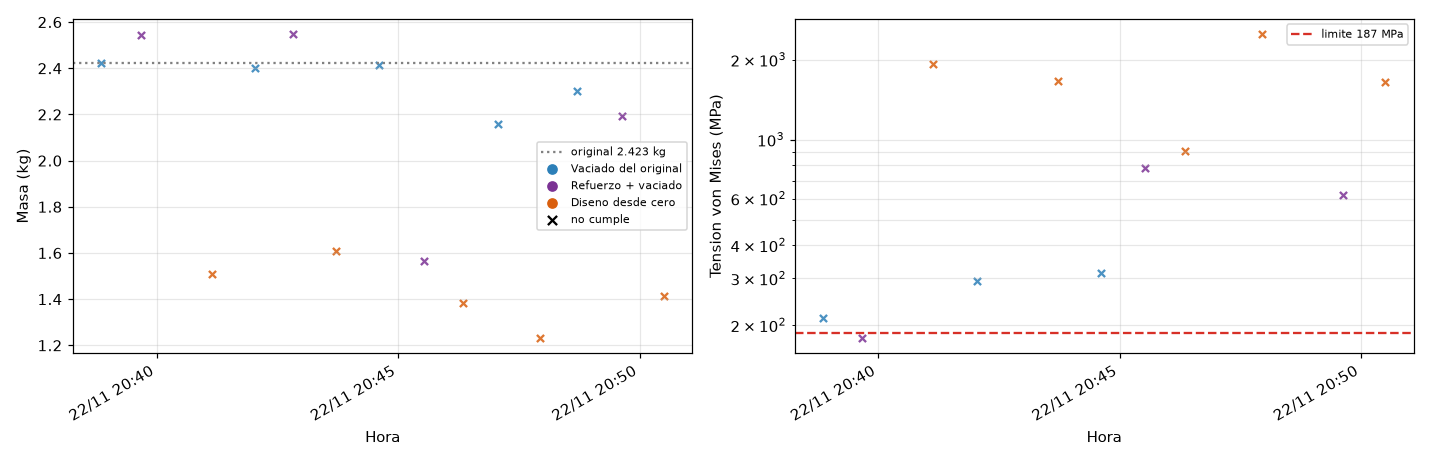 2.6
2.4
2.2
2.0
1.8
1.6
1.4
1.2
Masa (kg)
original 2.423 kg
Vaciado del original
Refuerzo + vaciado
Diseno desde cero
no cumple
22/11 20:40
22/11 20:45
22/11 20:50
Hora
limite 187 MPa
2 × 10³
10³
6 × 10²
4 × 10²
3 × 10²
2 × 10²
Tension von Mises (MPa)
22/11 20:40
22/11 20:45
22/11 20:50
Hora